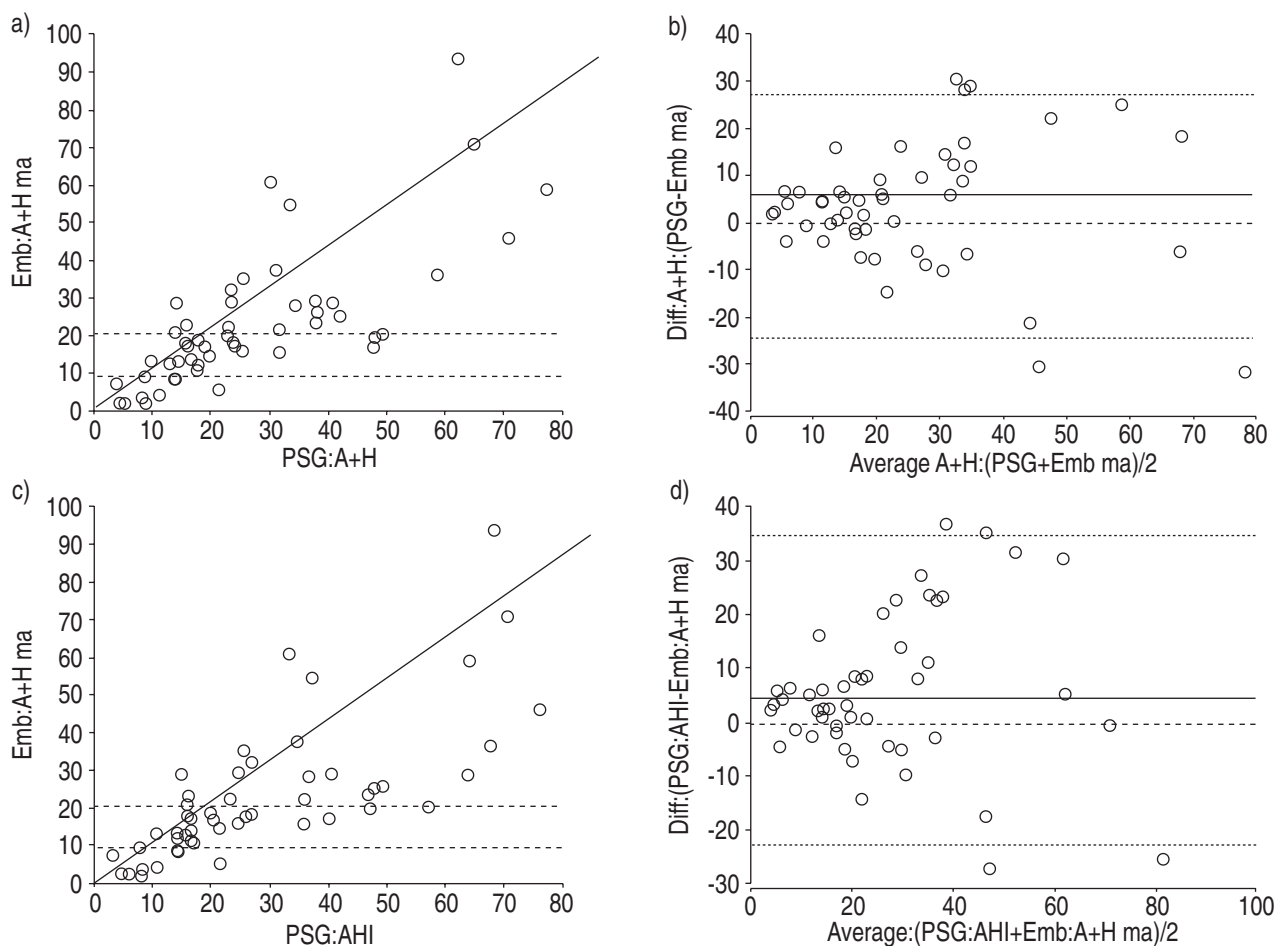 a)
Emb:A+H ma
100
90
80
70
60
50
40
30
20
10
0
0 10 20 30 40 50 60 70 80
PSG:A+H
b)
Diff:A+H:(PSG-Emb ma)
40
30
20
10
0
-10
-20
-30
-40
0 10 20 30 40 50 60 70 80
Average A+H:(PSG+Emb ma)/2
c)
Emb:A+H ma
100
90
80
70
60
50
40
30
20
10
0
0 10 20 30 40 50 60 70 80
PSG:AHI
d)
Diff:(PSG:AHI-Emb:A+H ma)
40
30
20
10
0
-10
-20
-30
0 20 40 60 80 100
Average:(PSG:AHI+Emb:A+H ma)/2